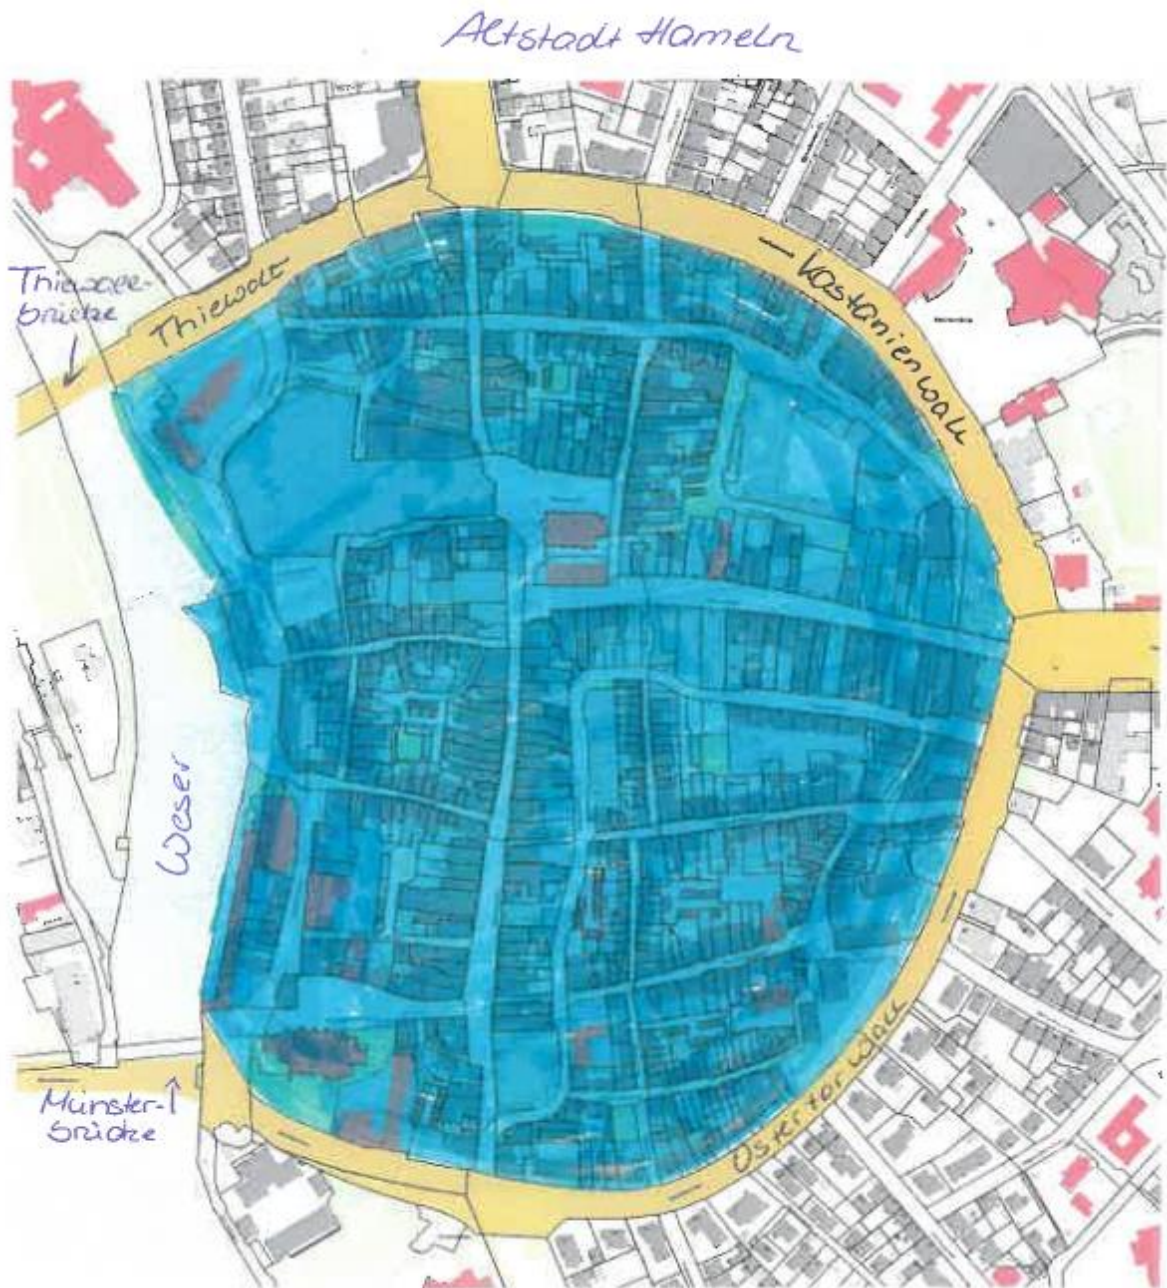 Altstadt Hameln
Thiewall-
brücke
Thiewall
Kastanienwall
Weser
Münster-
brücke
Ostertorwall